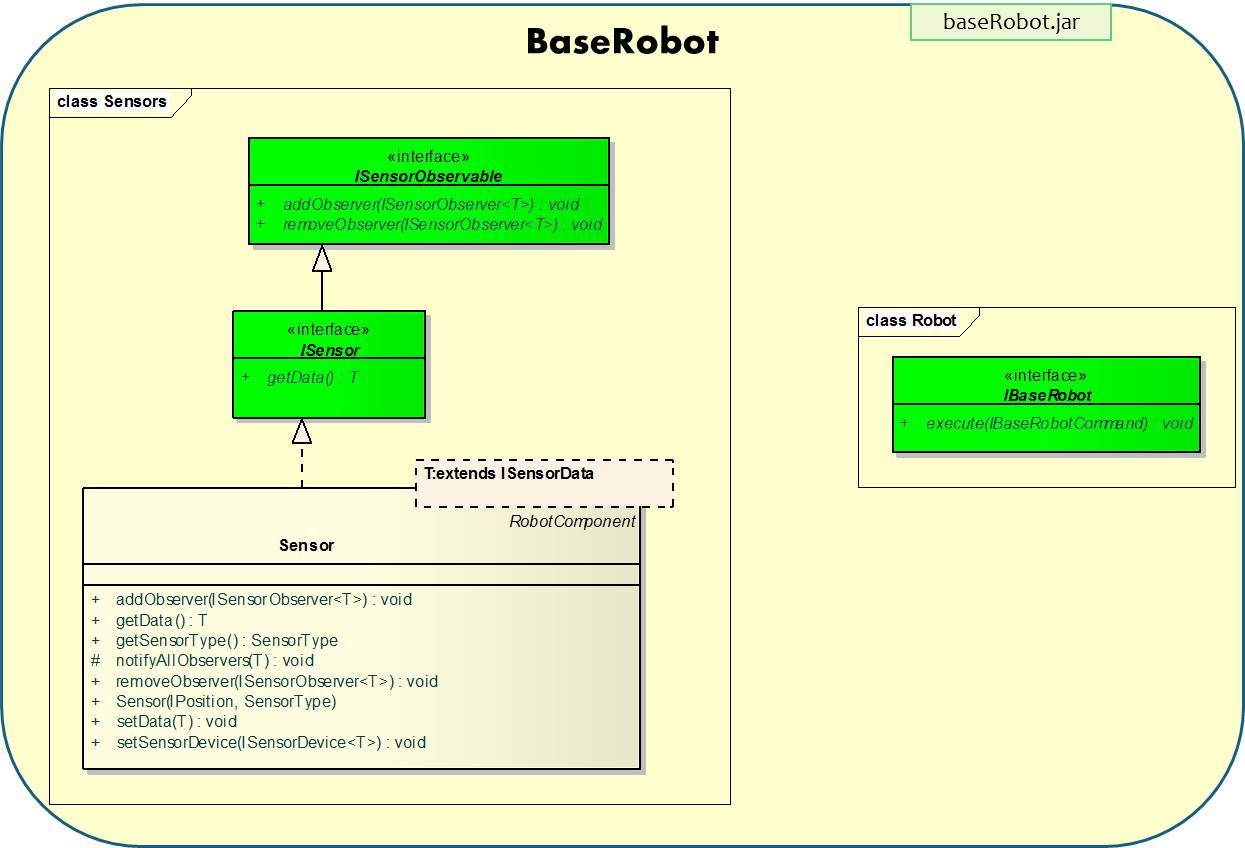 baseRobot.jar
BaseRobot
class Sensors
«interface»
ISensorObservable
+ addObserver(ISensorObserver<T>) : void
+ removeObserver(ISensorObserver<T>) : void
«interface»
ISensor
+ getData() : T
class Robot
«interface»
IBaseRobot
+ execute(IBaseRobotCommand) : void
T:extends ISensorData
RobotComponent
Sensor
+ addObserver(ISensorObserver<T>) : void
+ getData() : T
+ getSensorType() : SensorType
# notifyAllObservers(T) : void
+ removeObserver(ISensorObserver<T>) : void
+ Sensor(IPosition, SensorType)
+ setData(T) : void
+ setSensorDevice(ISensorDevice<T>) : void